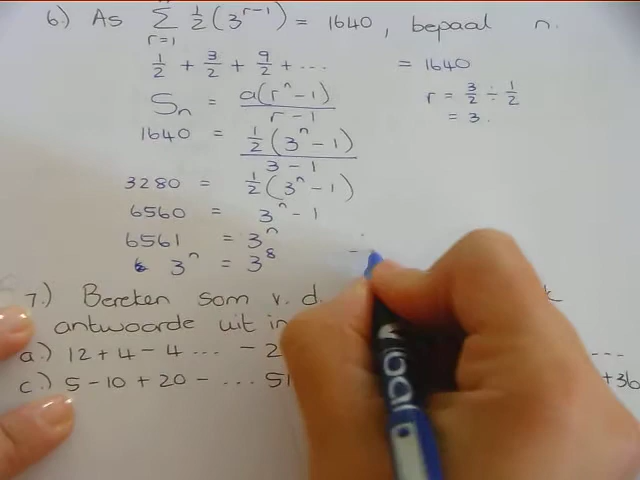 6.) As Σ r=1 ½(3^(r-1)) = 1640, bepaal n.
1/2 + 3/2 + 9/2 + ... = 1640
Sn = a(r^n - 1) / r - 1
r = 3/2 ÷ 1/2
= 3.
1640 = ½(3^n - 1) / 3 - 1
3280 = ½(3^n - 1)
6560 = 3^n - 1
6561 = 3^n
3^n = 3^8
7.) Bereken som v. d.
antwoorde uit in
a.) 12 + 4 - 4 ... - 2 ---
c.) 5 - 10 + 20 - ... 51 +36